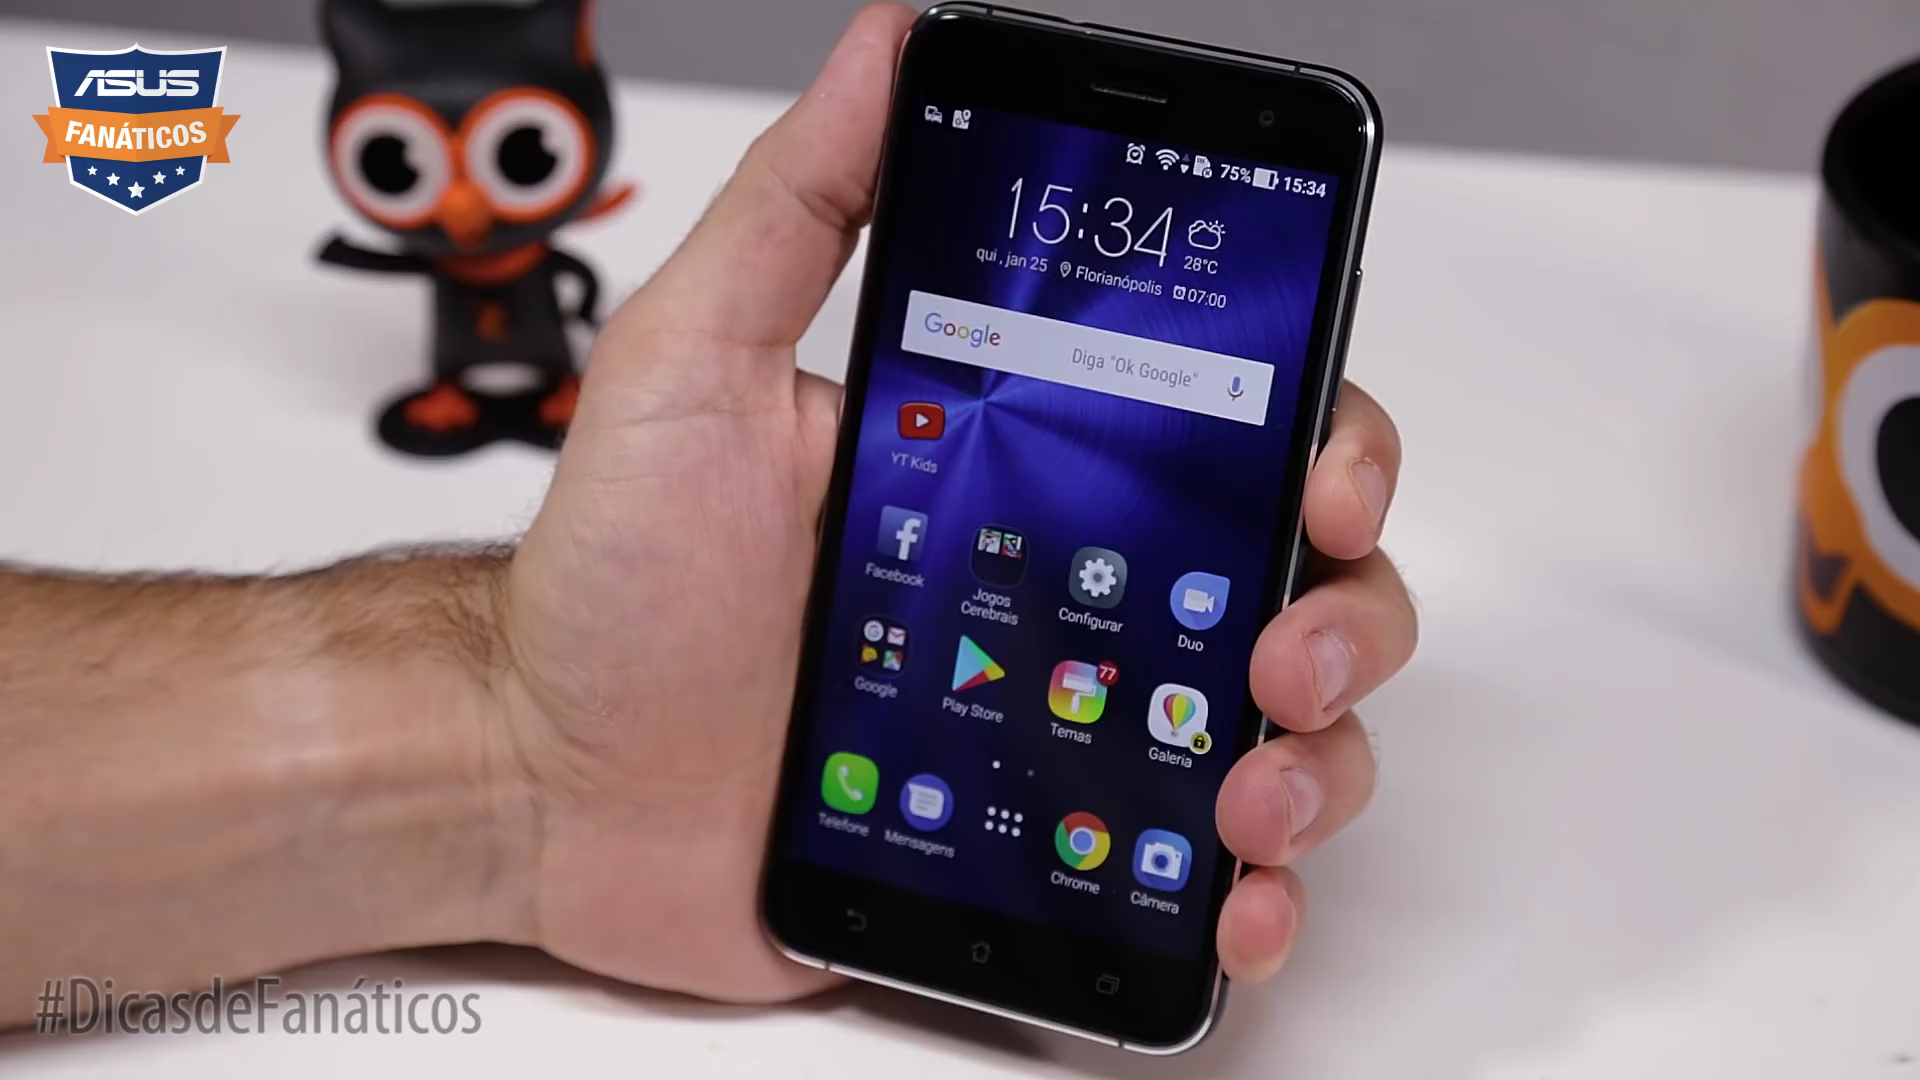 ASUS
FANÁTICOS
75% 15:34
15:34
28°C
qui , jan 25 Florianópolis 07:00
Google Diga "Ok Google"
YT Kids
Facebook
Jogos
Cerebrais
Configurar
Duo
Google
Play Store
77
Temas
Galeria
Telefone
Mensagens
Chrome
Câmera
#DicasdeFanáticos